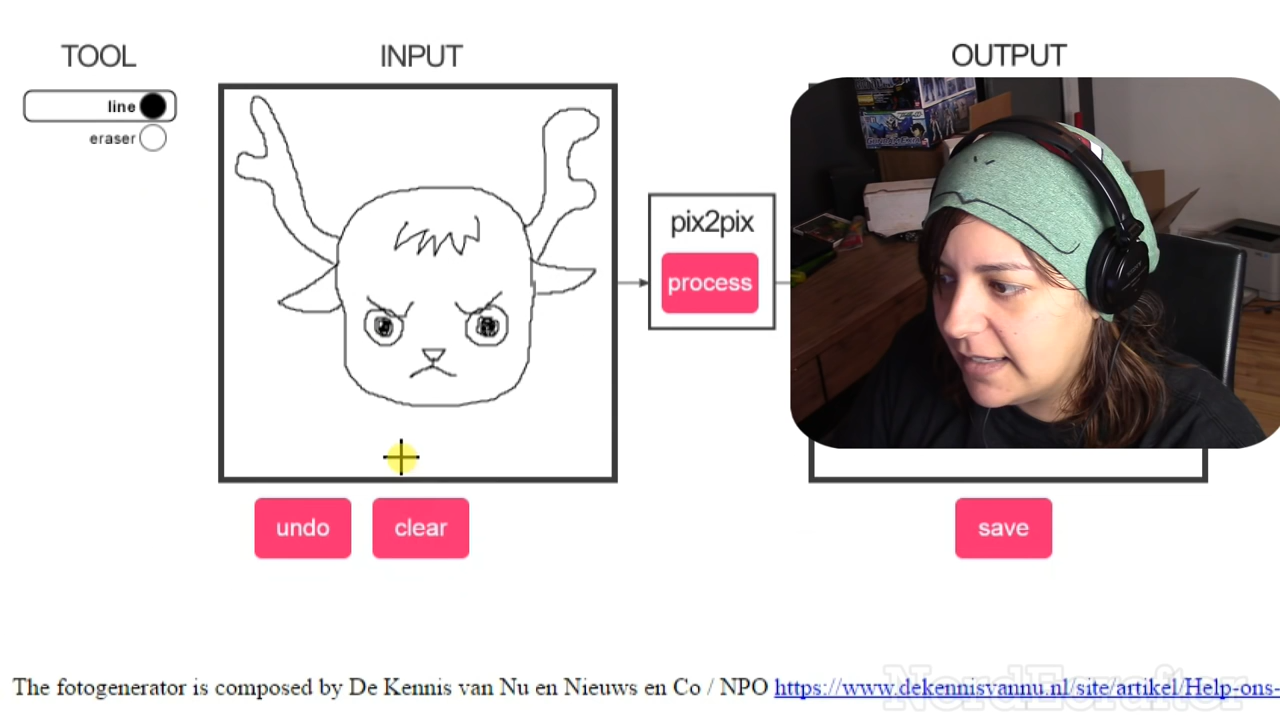 TOOL
INPUT
OUTPUT
line
eraser
pix2pix
process
undo
clear
save
The fotogenerator is composed by De Kennis van Nu en Nieuws en Co / NPO https://www.dekennisvannu.nl/site/artikel/Help-ons-
NordEcrafter